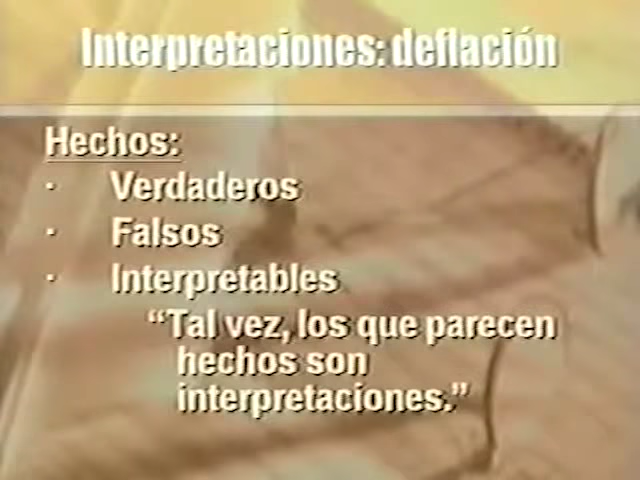 Interpretaciones: deflación
Hechos:
· Verdaderos
· Falsos
· Interpretables
“Tal vez, los que parecen
hechos son
interpretaciones.”